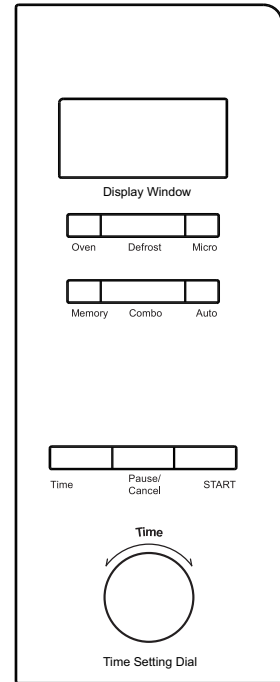 Display Window
Oven Defrost Micro
Memory Combo Auto
Time Pause/ START
Cancel
Time
Time Setting Dial